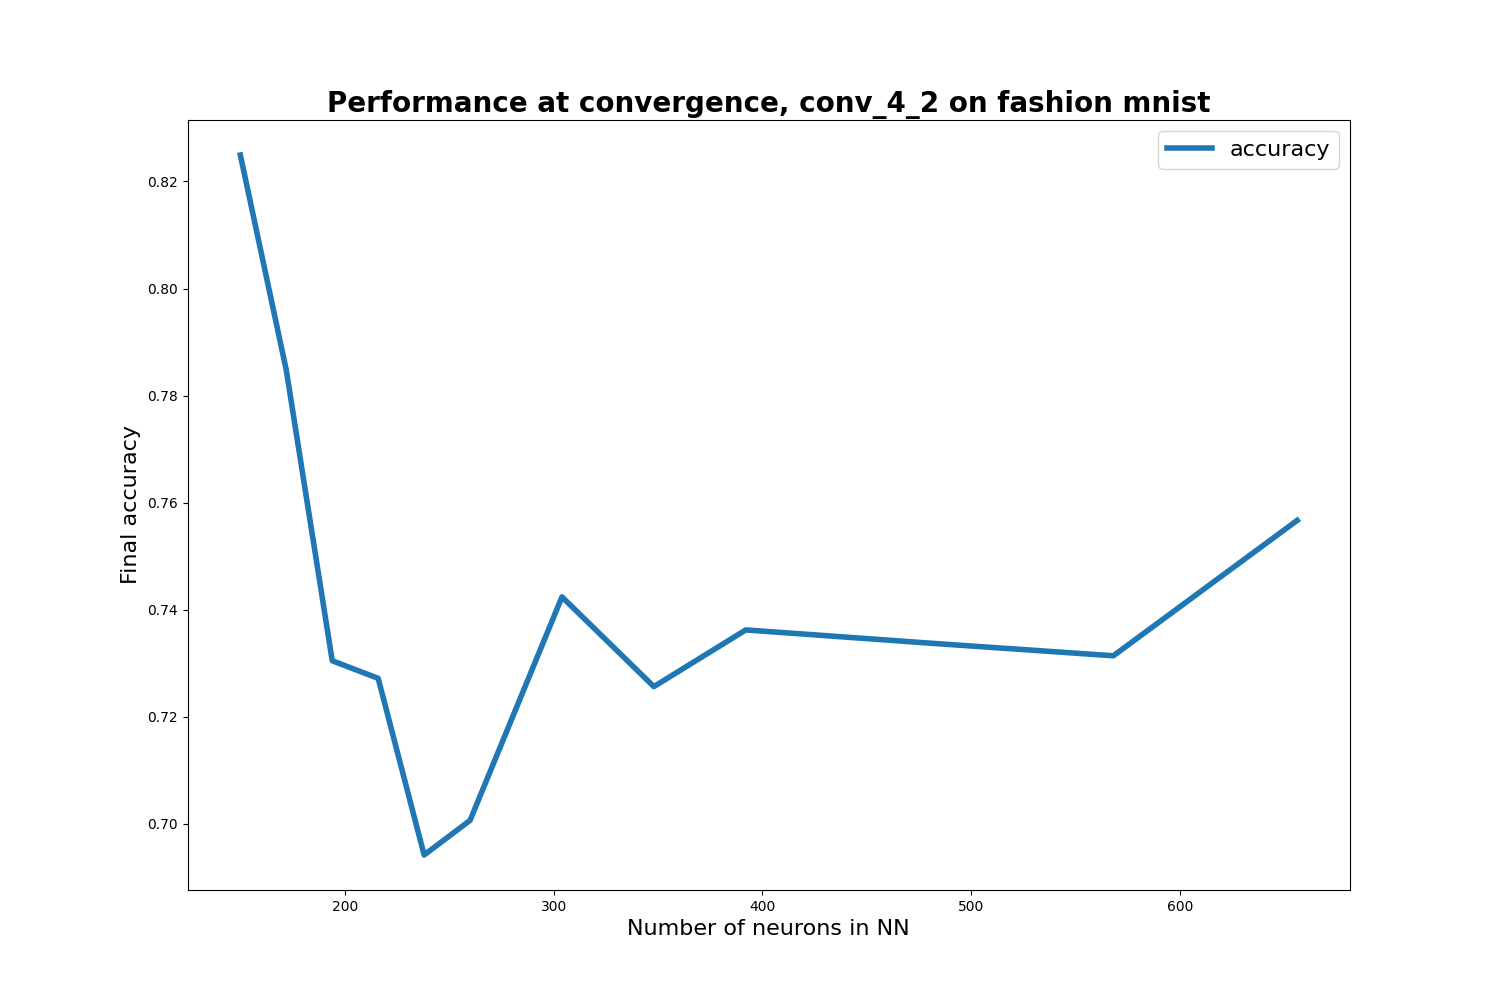 Performance at convergence, conv_4_2 on fashion mnist
accuracy
0.82
0.80
0.78
0.76
0.74
0.72
0.70
Final accuracy
200 300 400 500 600
Number of neurons in NN